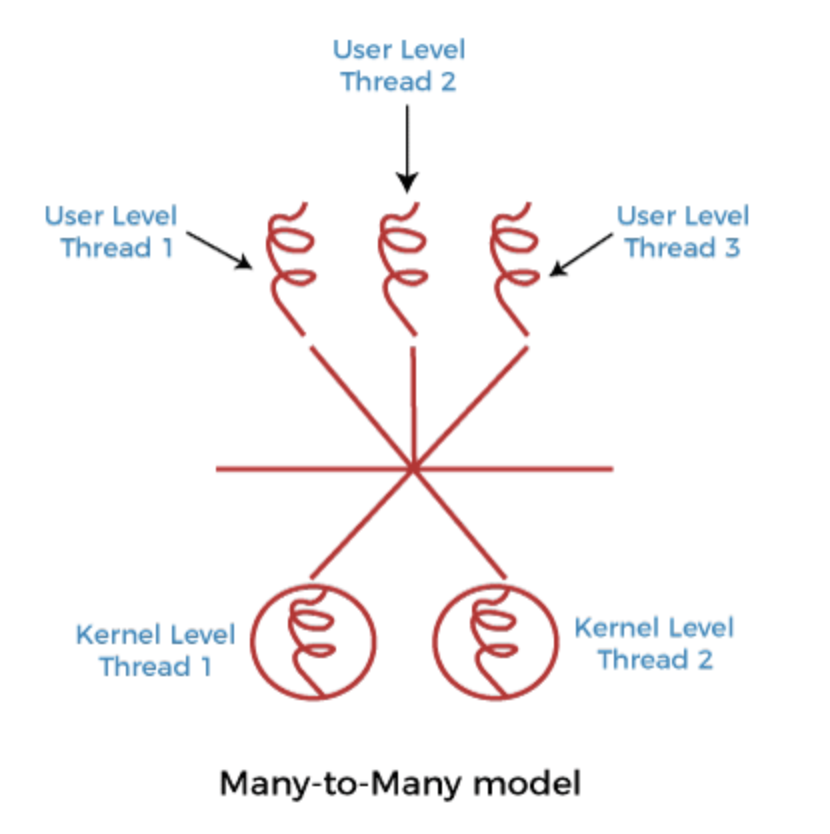 User Level
Thread 2
User Level
Thread 1
User Level
Thread 3
Kernel Level
Thread 1
Kernel Level
Thread 2
Many-to-Many model